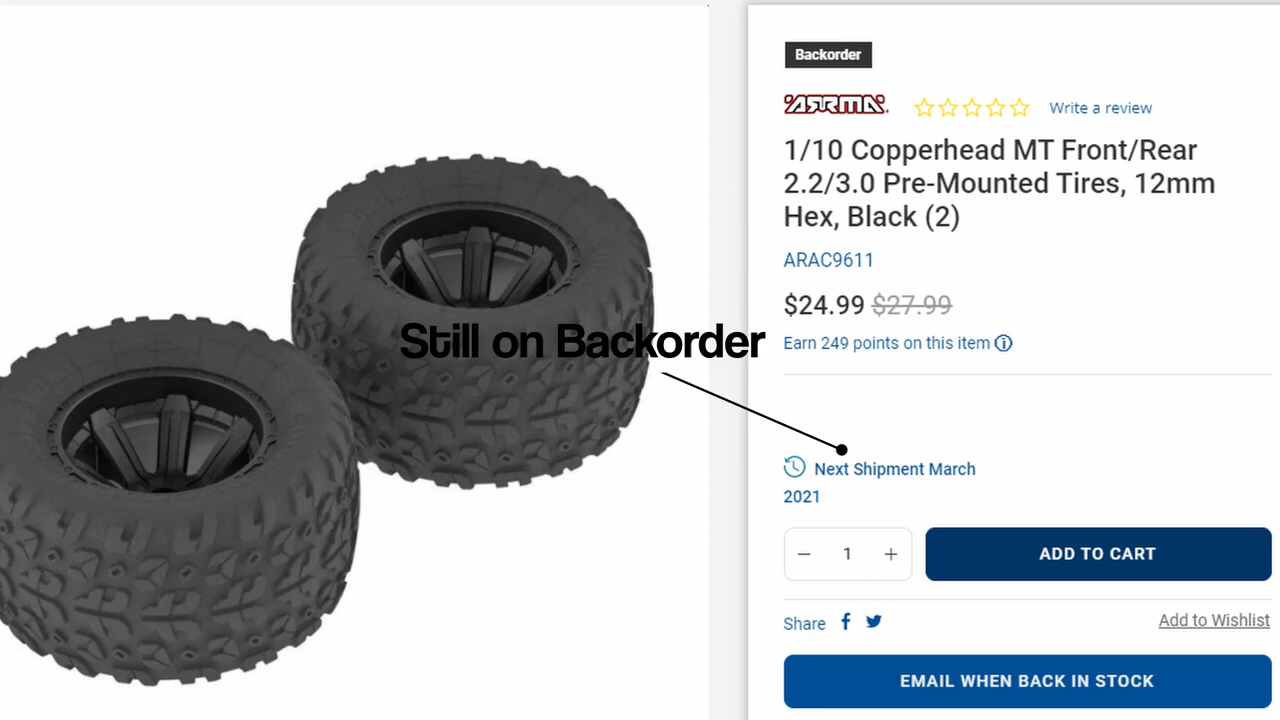 Backorder
ARRMA
Write a review
1/10 Copperhead MT Front/Rear
2.2/3.0 Pre-Mounted Tires, 12mm
Hex, Black (2)
ARAC9611
$24.99 $27.99
Still on Backorder
Earn 249 points on this item
Next Shipment March
2021
1
ADD TO CART
Share
Add to Wishlist
EMAIL WHEN BACK IN STOCK